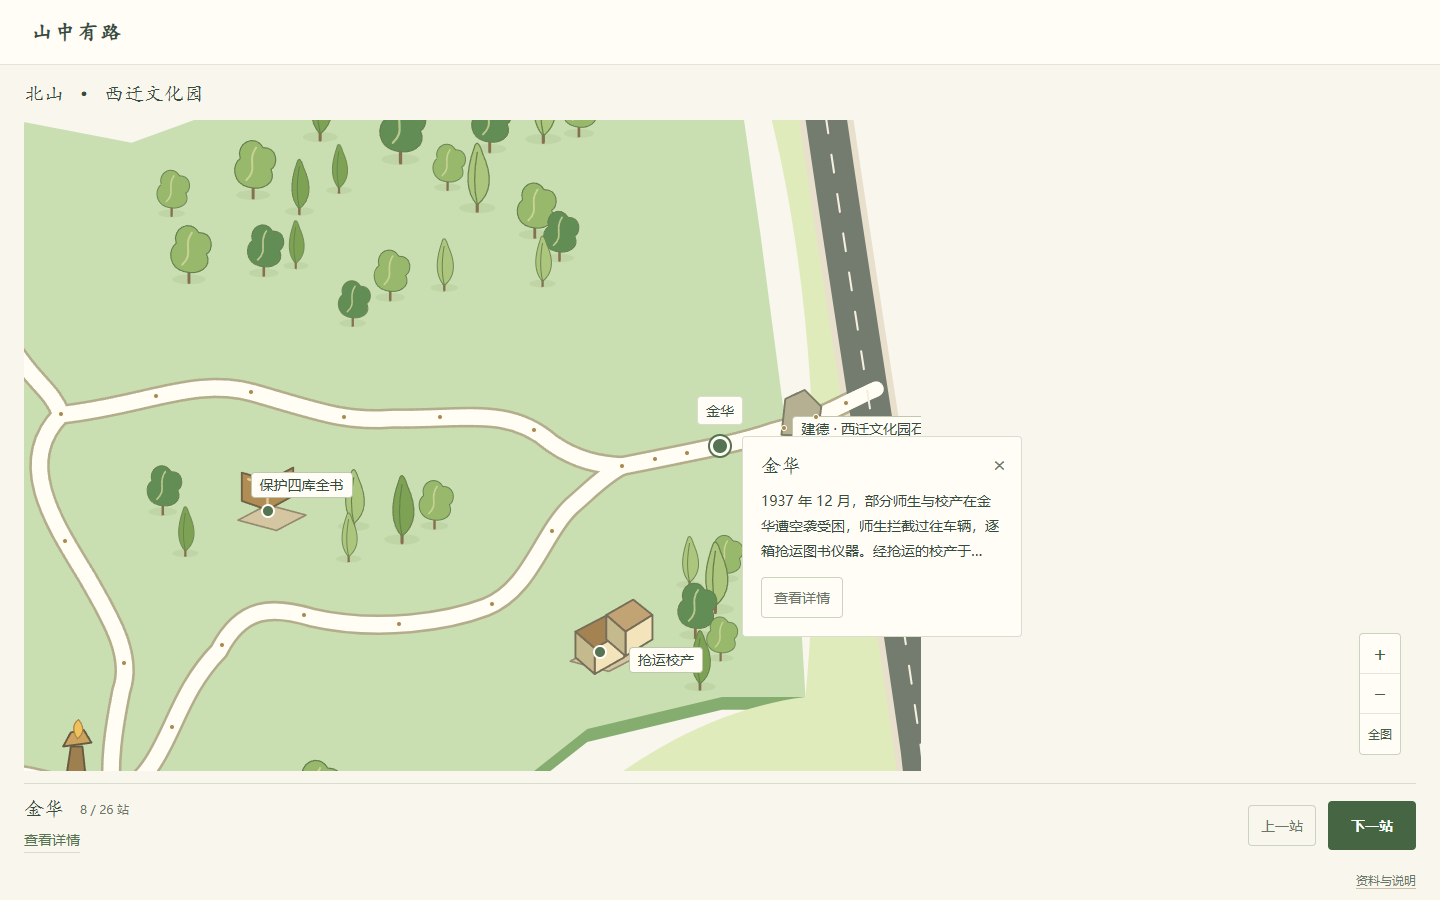 山中有路
北山 • 西迁文化园
金华
建德 · 西迁文化园石
保护四库全书
抢运校产
金华
×
1937 年 12 月，部分师生与校产在金
华遭空袭受困，师生拦截过往车辆，逐
箱抢运图书仪器。经抢运的校产于...
查看详情
+
−
全图
金华 8 / 26 站
查看详情
上一站
下一站
资料与说明